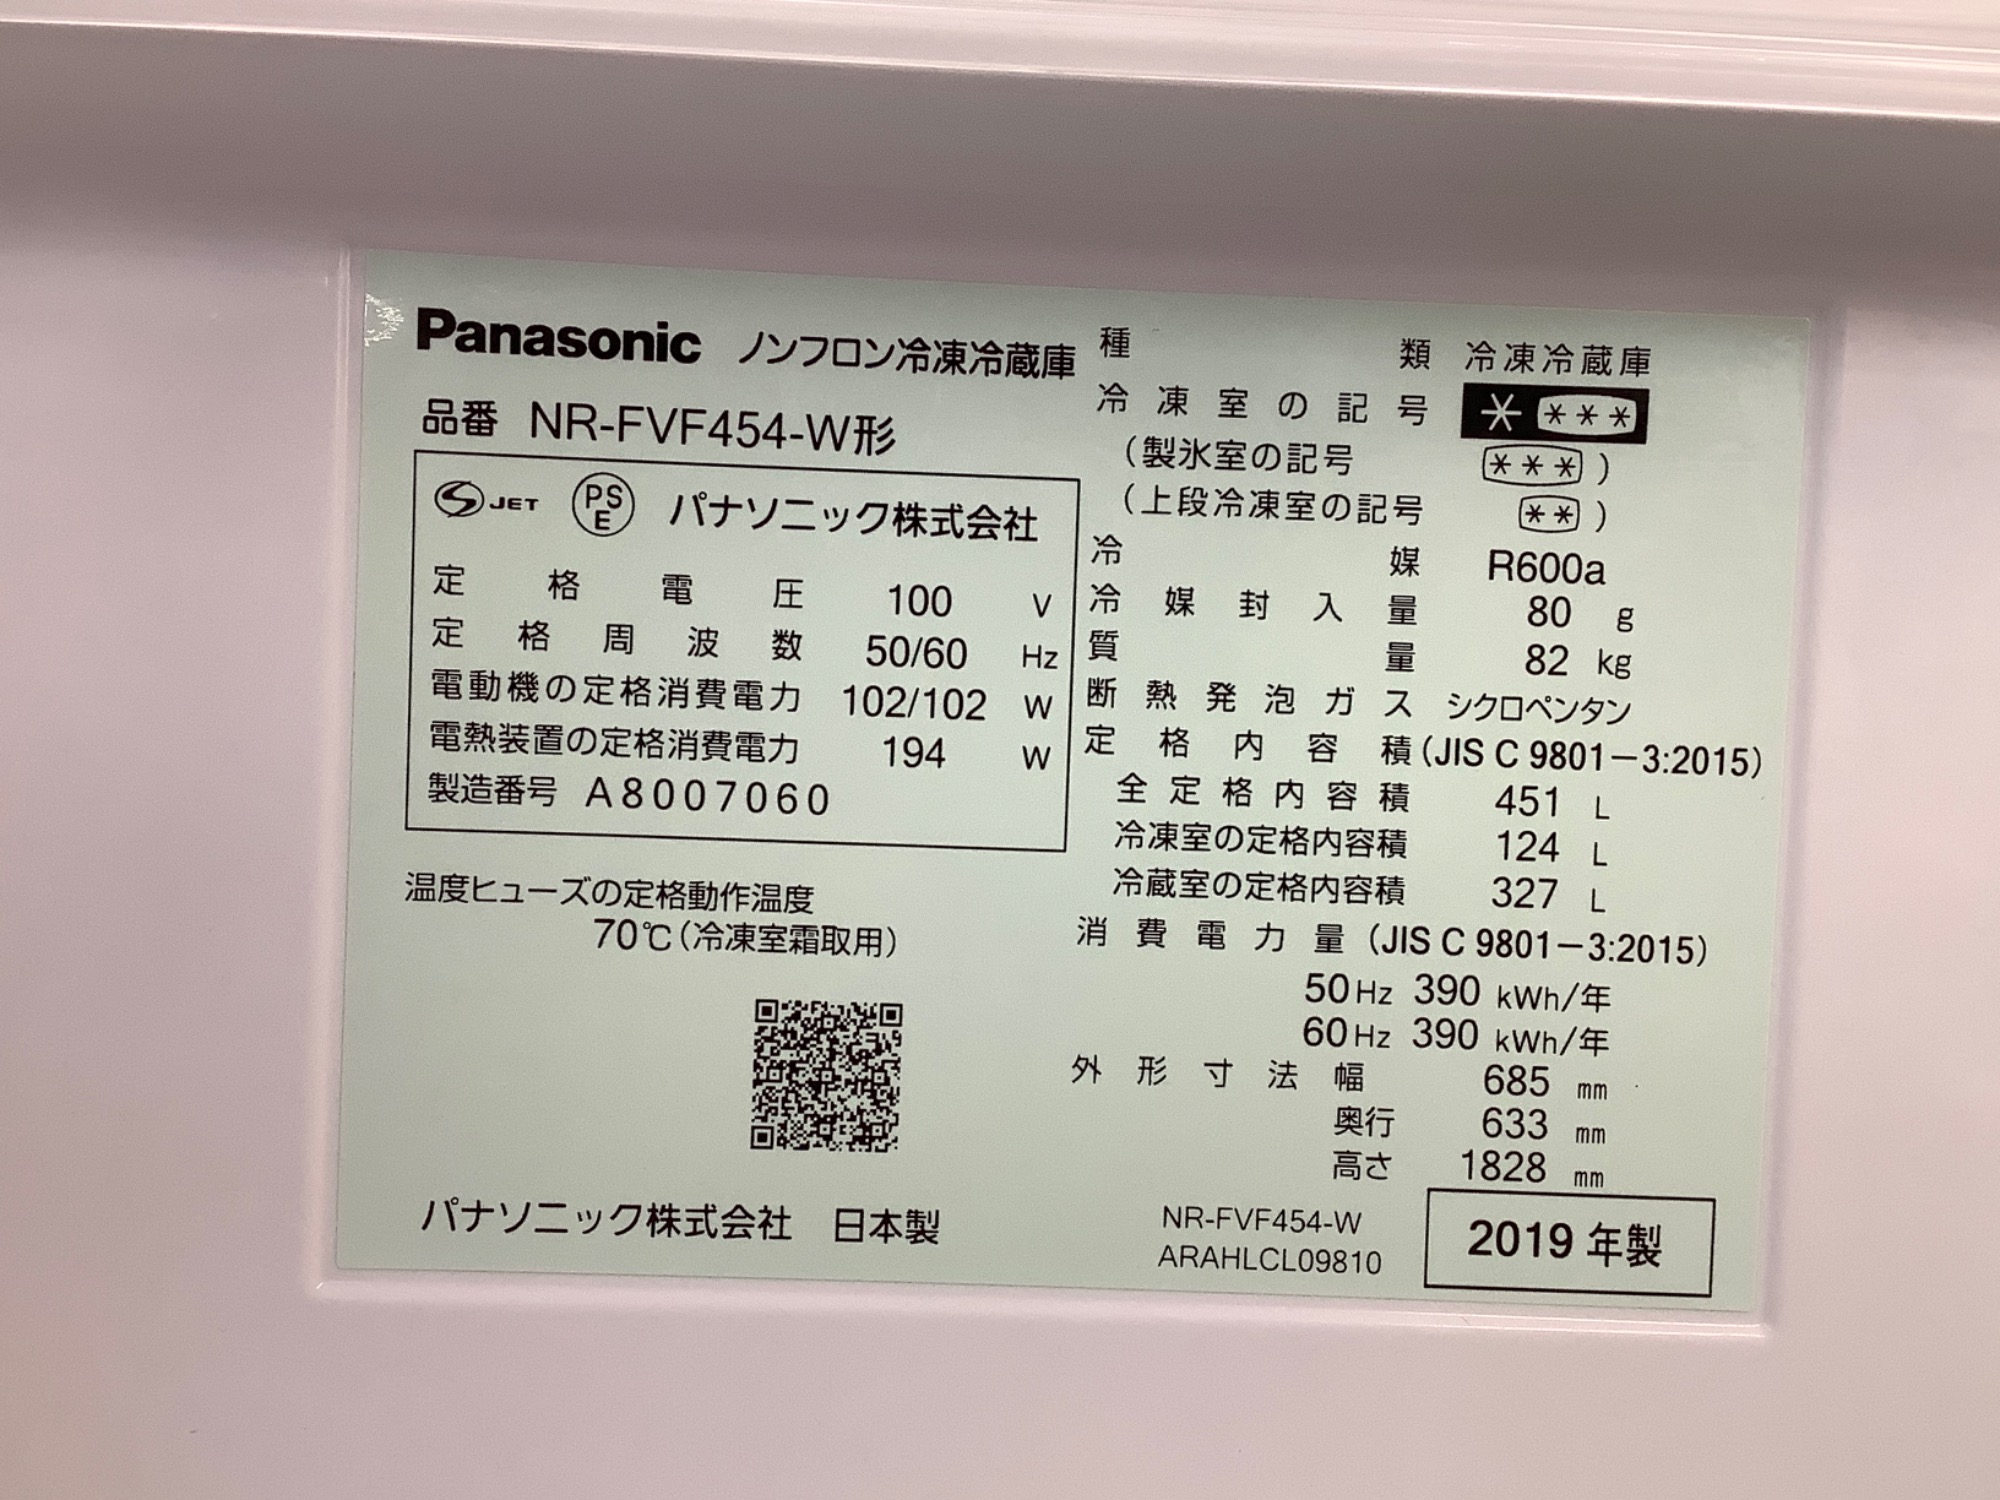 Panasonic ノンフロン冷凍冷蔵庫
品番 NR-FVF454-W形
S JET PSE パナソニック株式会社
定格電圧 100 V
定格周波数 50/60 Hz
電動機の定格消費電力 102/102 W
電熱装置の定格消費電力 194 W
製造番号 A8007060
温度ヒューズの定格動作温度
70℃(冷凍室霜取用)
パナソニック株式会社 日本製
種類 冷凍冷蔵庫
冷凍室の記号 * ***
(製氷室の記号 ***)
(上段冷凍室の記号 **)
冷媒 R600a
冷媒封入量 80 g
質量 82 kg
断熱発泡ガス シクロペンタン
定格内容積(JIS C 9801-3:2015)
全定格内容積 451 L
冷凍室の定格内容積 124 L
冷蔵室の定格内容積 327 L
消費電力量(JIS C 9801-3:2015)
50Hz 390 kWh/年
60Hz 390 kWh/年
外形寸法 幅 685 mm
奥行 633 mm
高さ 1828 mm
NR-FVF454-W
ARAHLCL09810
2019年製